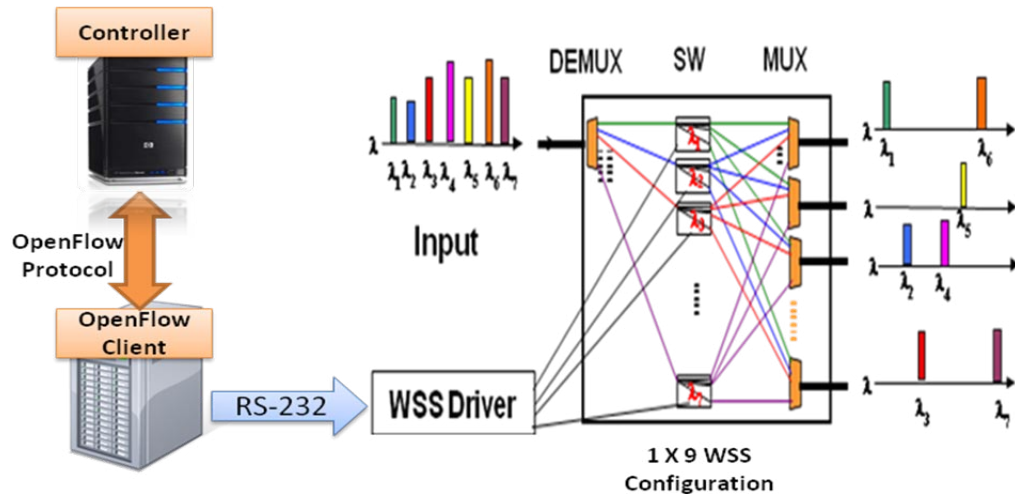 Controller
OpenFlow
Protocol
OpenFlow
Client
RS-232
WSS Driver
Input
λ
λ1 λ2 λ3 λ4 λ5 λ6 λ7
DEMUX SW MUX
λ1
λ2
λ3
λ7
1 X 9 WSS
Configuration
λ
λ1 λ6
λ
λ5
λ
λ2 λ4
λ
λ3 λ7